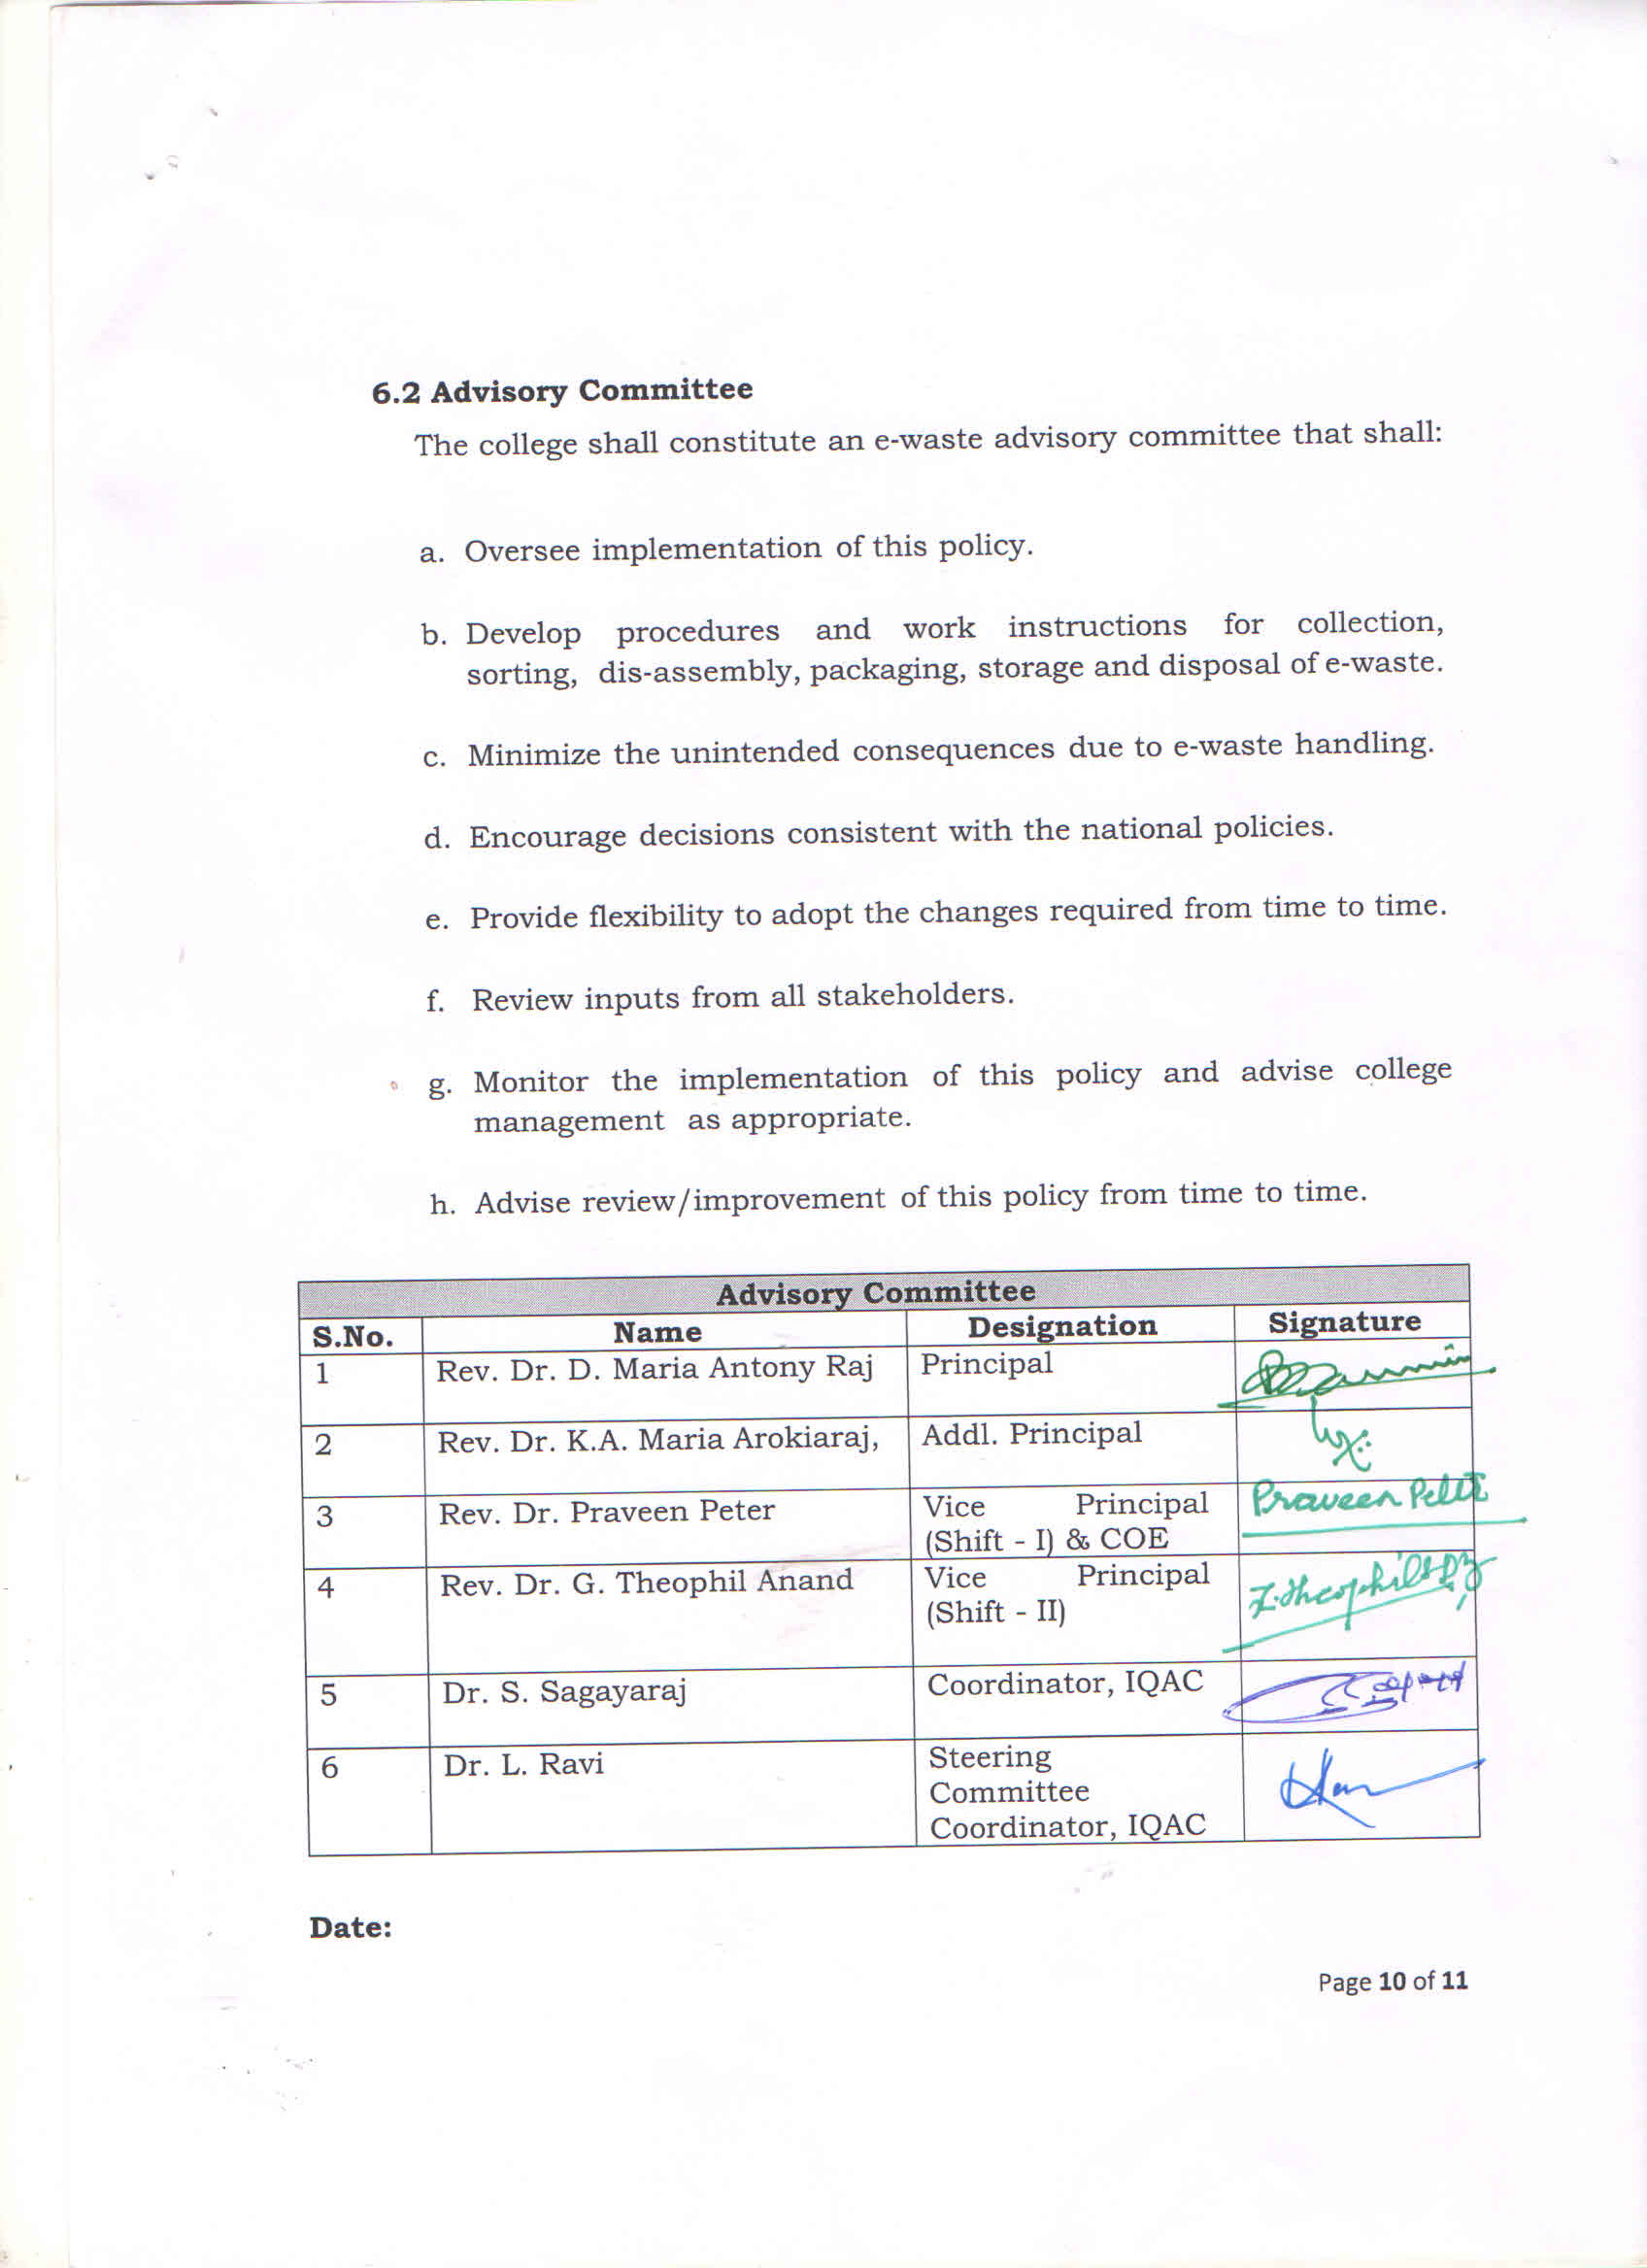 6.2 Advisory Committee
The college shall constitute an e-waste advisory committee that shall:
a. Oversee implementation of this policy.
b. Develop procedures and work instructions for collection,
sorting, dis-assembly, packaging, storage and disposal of e-waste.
c. Minimize the unintended consequences due to e-waste handling.
d. Encourage decisions consistent with the national policies.
e. Provide flexibility to adopt the changes required from time to time.
f. Review inputs from all stakeholders.
g. Monitor the implementation of this policy and advise college
management as appropriate.
h. Advise review/improvement of this policy from time to time.
Advisory Committee
S.No. Name Designation Signature
1 Rev. Dr. D. Maria Antony Raj Principal
2 Rev. Dr. K.A. Maria Arokiaraj, Addl. Principal
3 Rev. Dr. Praveen Peter Vice Principal Praveen
(Shift - I) & COE
4 Rev. Dr. G. Theophil Anand Vice Principal
(Shift - II)
5 Dr. S. Sagayaraj Coordinator, IQAC
6 Dr. L. Ravi Steering
Committee
Coordinator, IQAC
Date:
Page 10 of 11